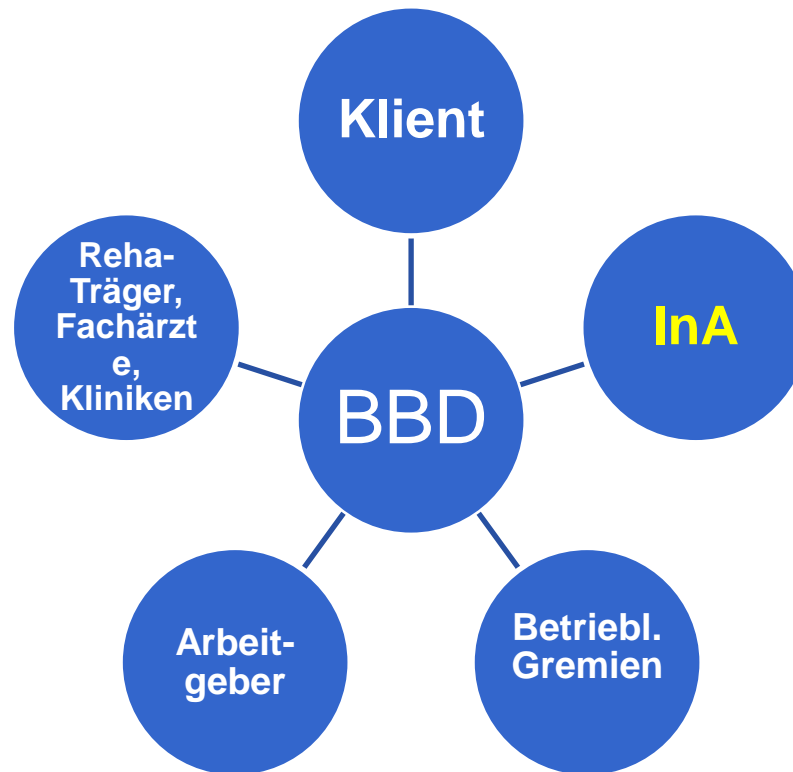 Klient
Reha-
Träger,
Fachärzt
e,
Kliniken
InA
BBD
Arbeit-
geber
Betriebl.
Gremien